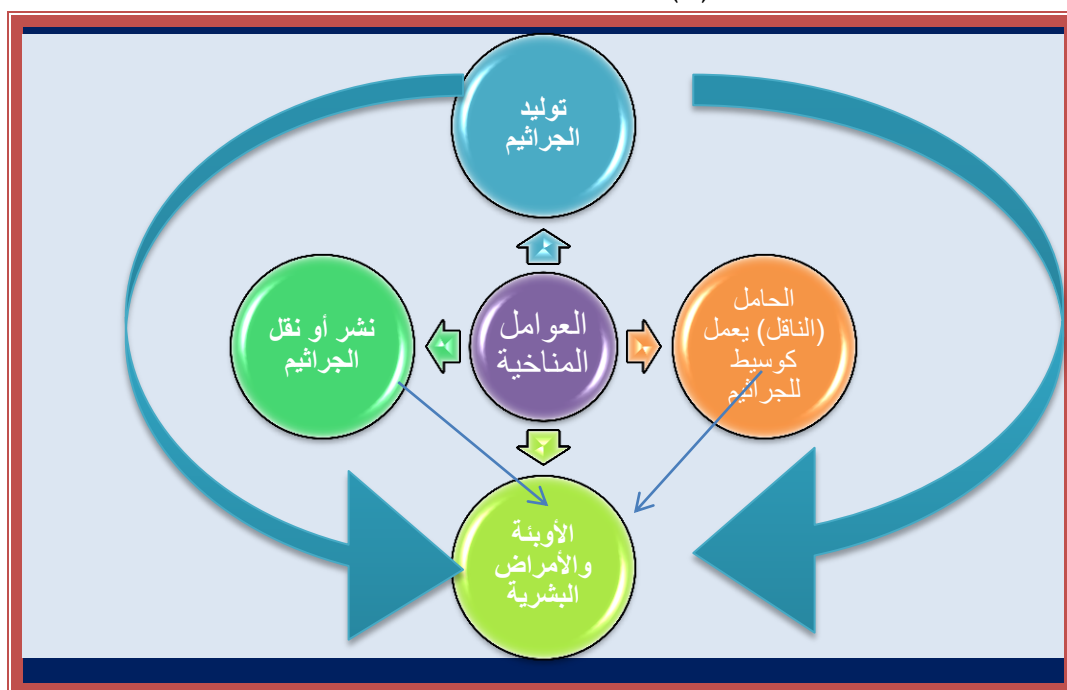 توليد
الجراثيم
الحامل
(الناقل) يعمل
كوسيط
للجراثيم
العوامل
المناخية
نشر أو نقل
الجراثيم
الأوبئة
والأمراض
البشرية